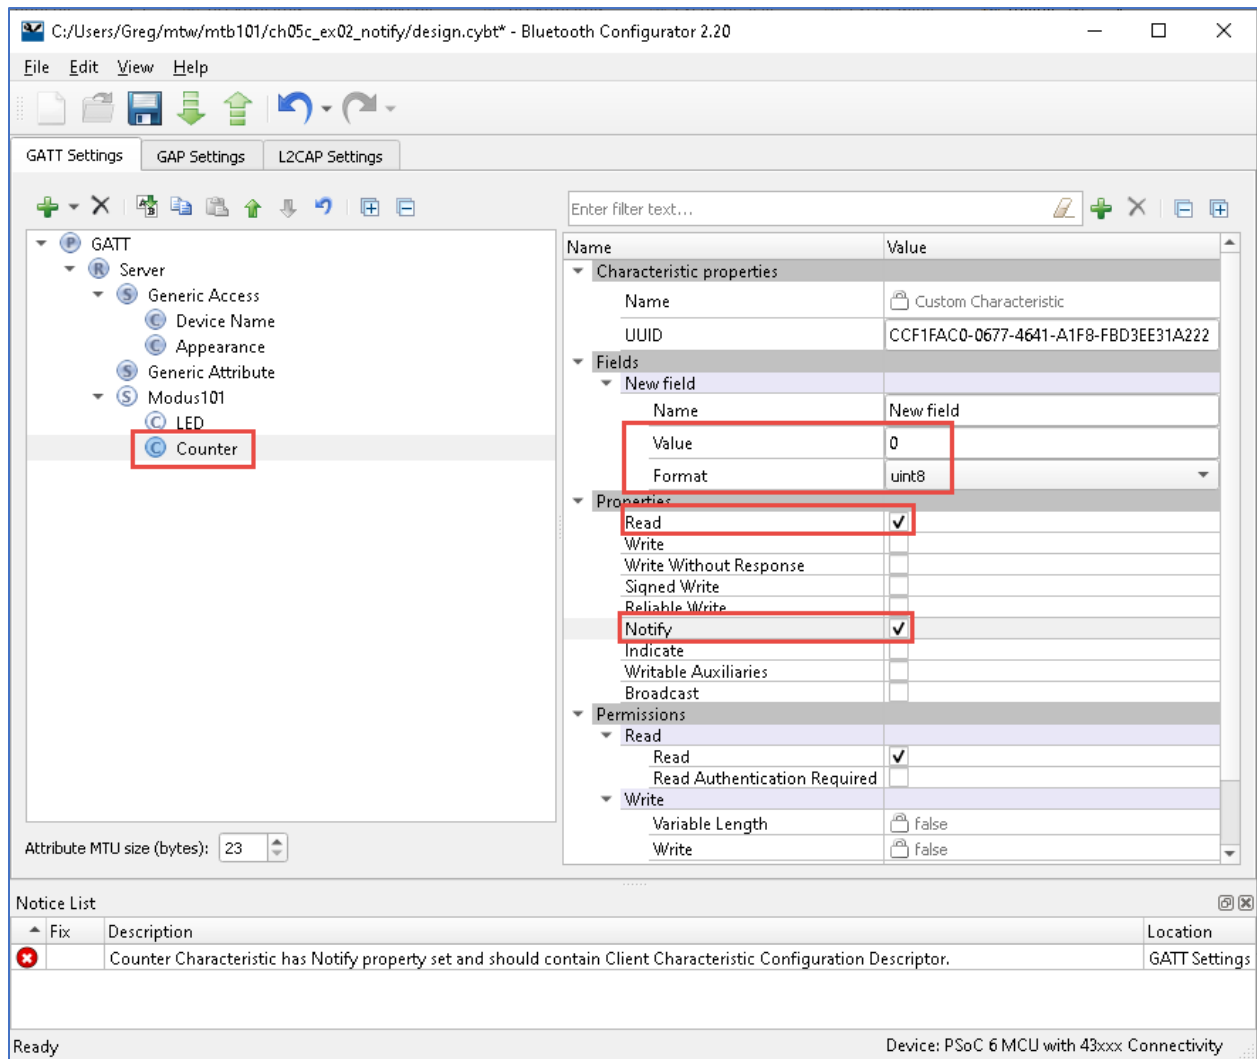 C:/Users/Greg/mtw/mtb101/ch05c_ex02_notify/design.cybt* - Bluetooth Configurator 2.20
File Edit View Help
GATT Settings GAP Settings L2CAP Settings
Enter filter text...
P GATT
R Server
S Generic Access
C Device Name
C Appearance
S Generic Attribute
S Modus101
C LED
C Counter
Attribute MTU size (bytes): 23
Name Value
Characteristic properties
Name Custom Characteristic
UUID CCF1FAC0-0677-4641-A1F8-FBD3EE31A222
Fields
New field
Name New field
Value 0
Format uint8
Properties
Read
Write
Write Without Response
Signed Write
Reliable Write
Notify
Indicate
Writable Auxiliaries
Broadcast
Permissions
Read
Read
Read Authentication Required
Write
Variable Length false
Write false
Notice List
Fix Description Location
Counter Characteristic has Notify property set and should contain Client Characteristic Configuration Descriptor. GATT Settings
Ready Device: PSoC 6 MCU with 43xxx Connectivity